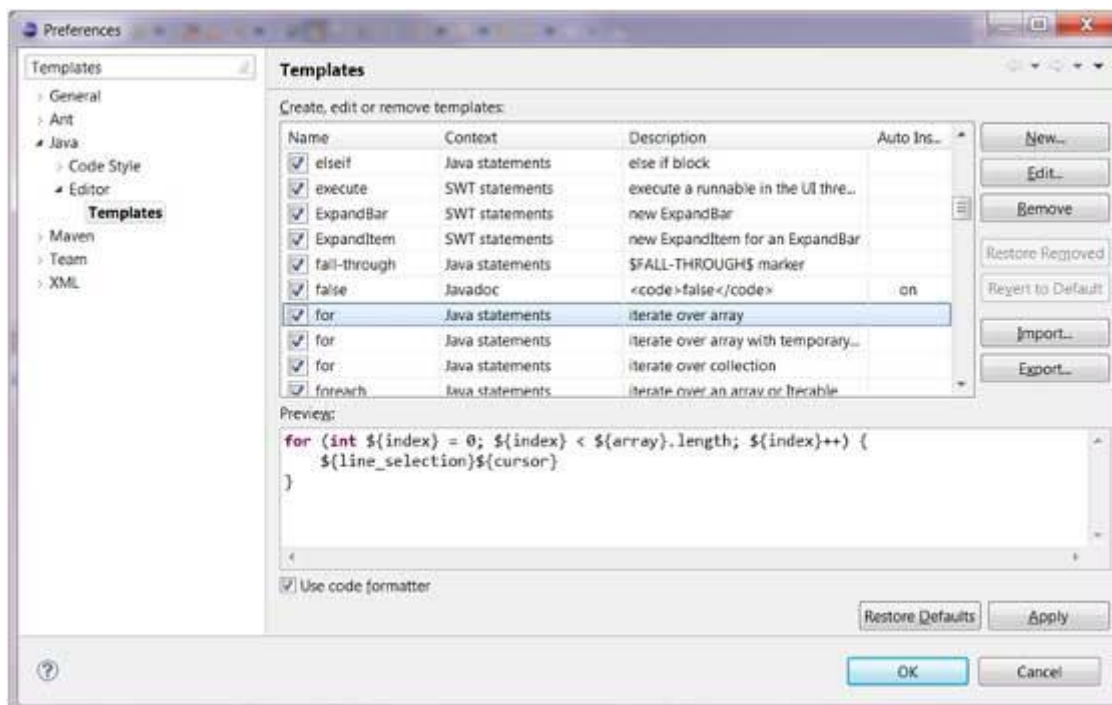 Preferences
Templates
General
Ant
Java
Code Style
Editor
Templates
Maven
Team
XML
Templates
Create, edit or remove templates:
Name Context Description Auto Ins...
elseif Java statements else if block
execute SWT statements execute a runnable in the UI thre...
ExpandBar SWT statements new ExpandBar
ExpandItem SWT statements new ExpandItem for an ExpandBar
fall-through Java statements $FALL-THROUGH$ marker
false Javadoc <code>false</code> on
for Java statements iterate over array
for Java statements iterate over array with temporary...
for Java statements iterate over collection
foreach Java statements iterate over an array or Iterable
New...
Edit...
Remove
Restore Removed
Revert to Default
Import...
Export...
Preview:
for (int ${index} = 0; ${index} < ${array}.length; ${index}++) {
${line_selection}${cursor}
}
Use code formatter
Restore Defaults Apply
OK Cancel